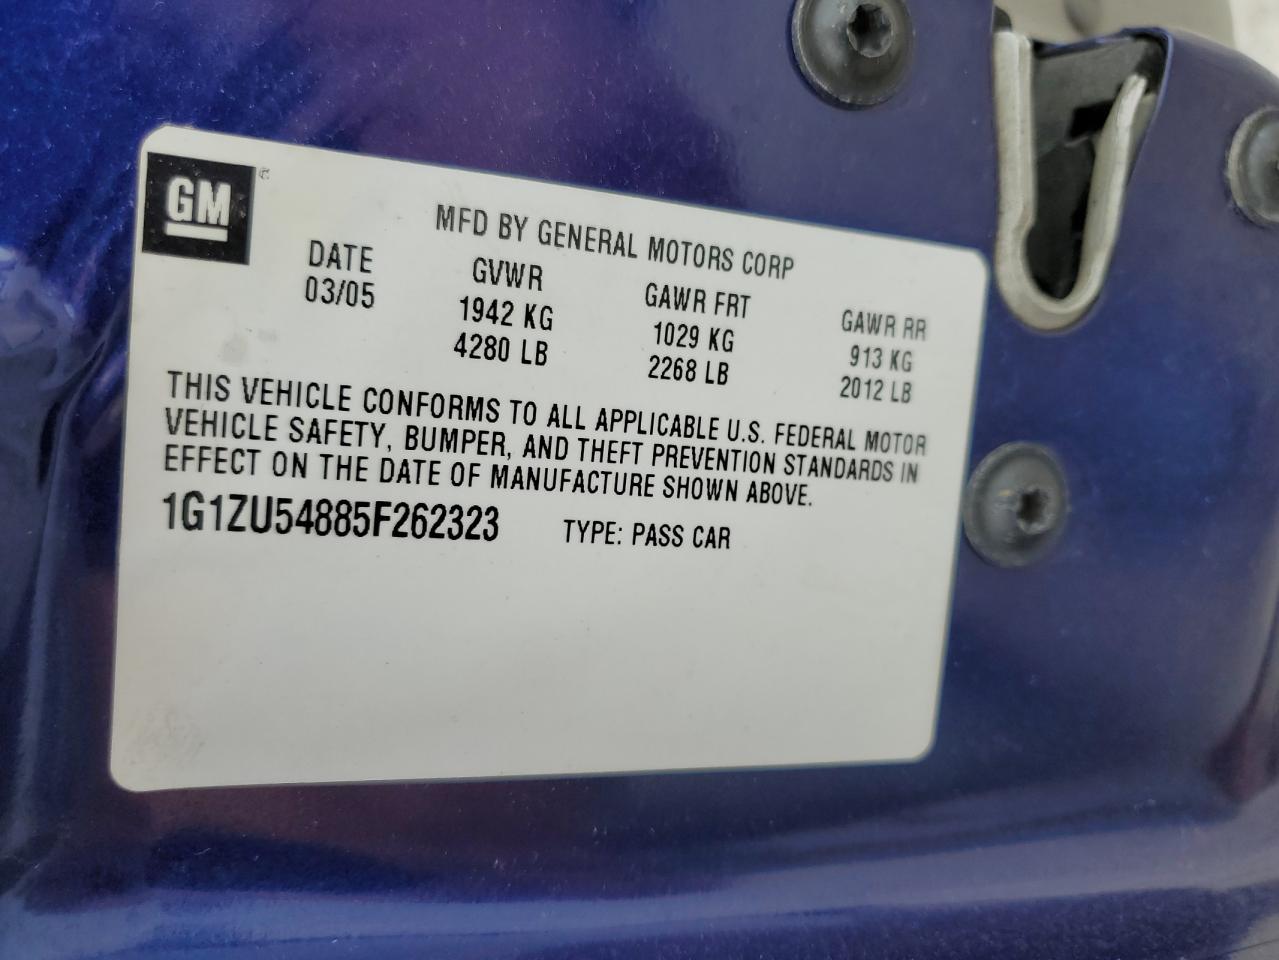 GM
MFD BY GENERAL MOTORS CORP
DATE GVWR GAWR FRT GAWR RR
03/05 1942 KG 1029 KG 913 KG
4280 LB 2268 LB 2012 LB
THIS VEHICLE CONFORMS TO ALL APPLICABLE U.S. FEDERAL MOTOR
VEHICLE SAFETY, BUMPER, AND THEFT PREVENTION STANDARDS IN
EFFECT ON THE DATE OF MANUFACTURE SHOWN ABOVE.
1G1ZU54885F262323 TYPE: PASS CAR